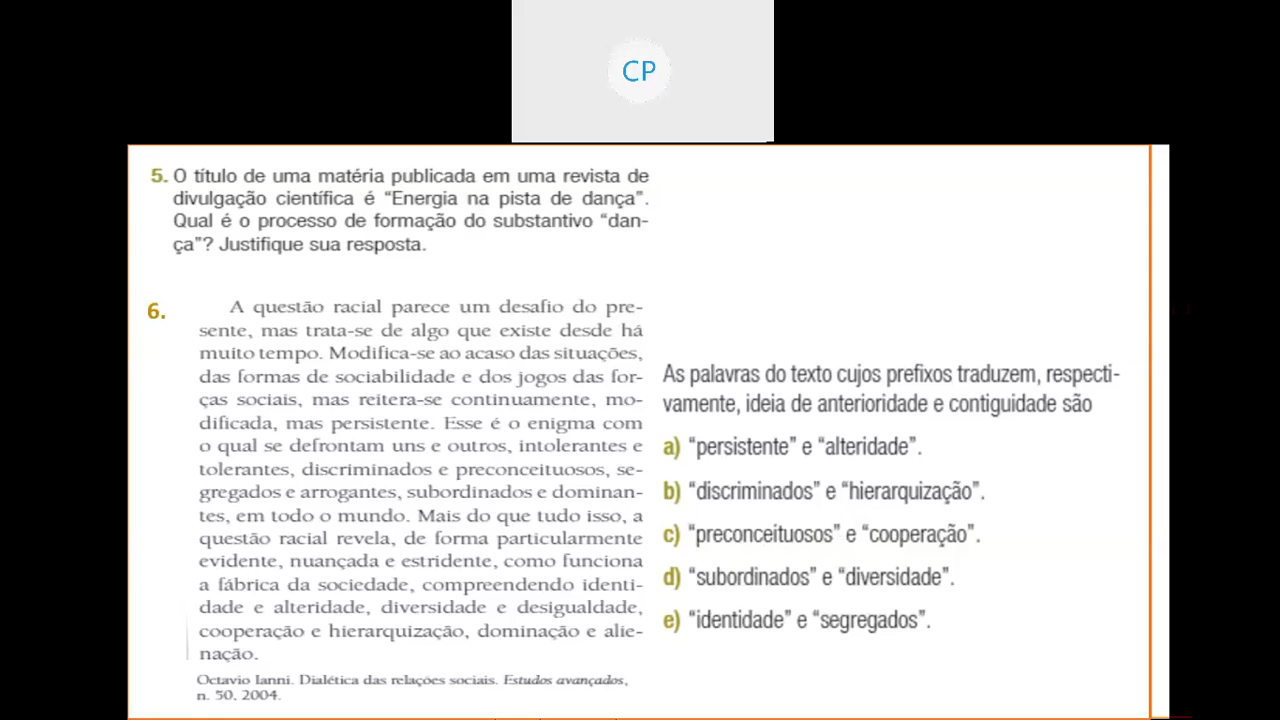 CP
5. O título de uma matéria publicada em uma revista de
divulgação científica é “Energia na pista de dança”.
Qual é o processo de formação do substantivo “dan-
ça”? Justifique sua resposta.
6.
A questão racial parece um desafio do pre-
sente, mas trata-se de algo que existe desde há
muito tempo. Modifica-se ao acaso das situações,
das formas de sociabilidade e dos jogos das for-
ças sociais, mas reitera-se continuamente, mo-
dificada, mas persistente. Esse é o enigma com
o qual se defrontam uns e outros, intolerantes e
tolerantes, discriminados e preconceituosos, se-
gregados e arrogantes, subordinados e dominan-
tes, em todo o mundo. Mais do que tudo isso, a
questão racial revela, de forma particularmente
evidente, nuançada e estridente, como funciona
a fábrica da sociedade, compreendendo identi-
dade e alteridade, diversidade e desigualdade,
cooperação e hierarquização, dominação e alie-
nação.
Octavio Ianni. Dialética das relações sociais. Estudos avançados,
n. 50, 2004.
As palavras do texto cujos prefixos traduzem, respecti-
vamente, ideia de anterioridade e contiguidade são
a) “persistente” e “alteridade”.
b) “discriminados” e “hierarquização”.
c) “preconceituosos” e “cooperação”.
d) “subordinados” e “diversidade”.
e) “identidade” e “segregados”.